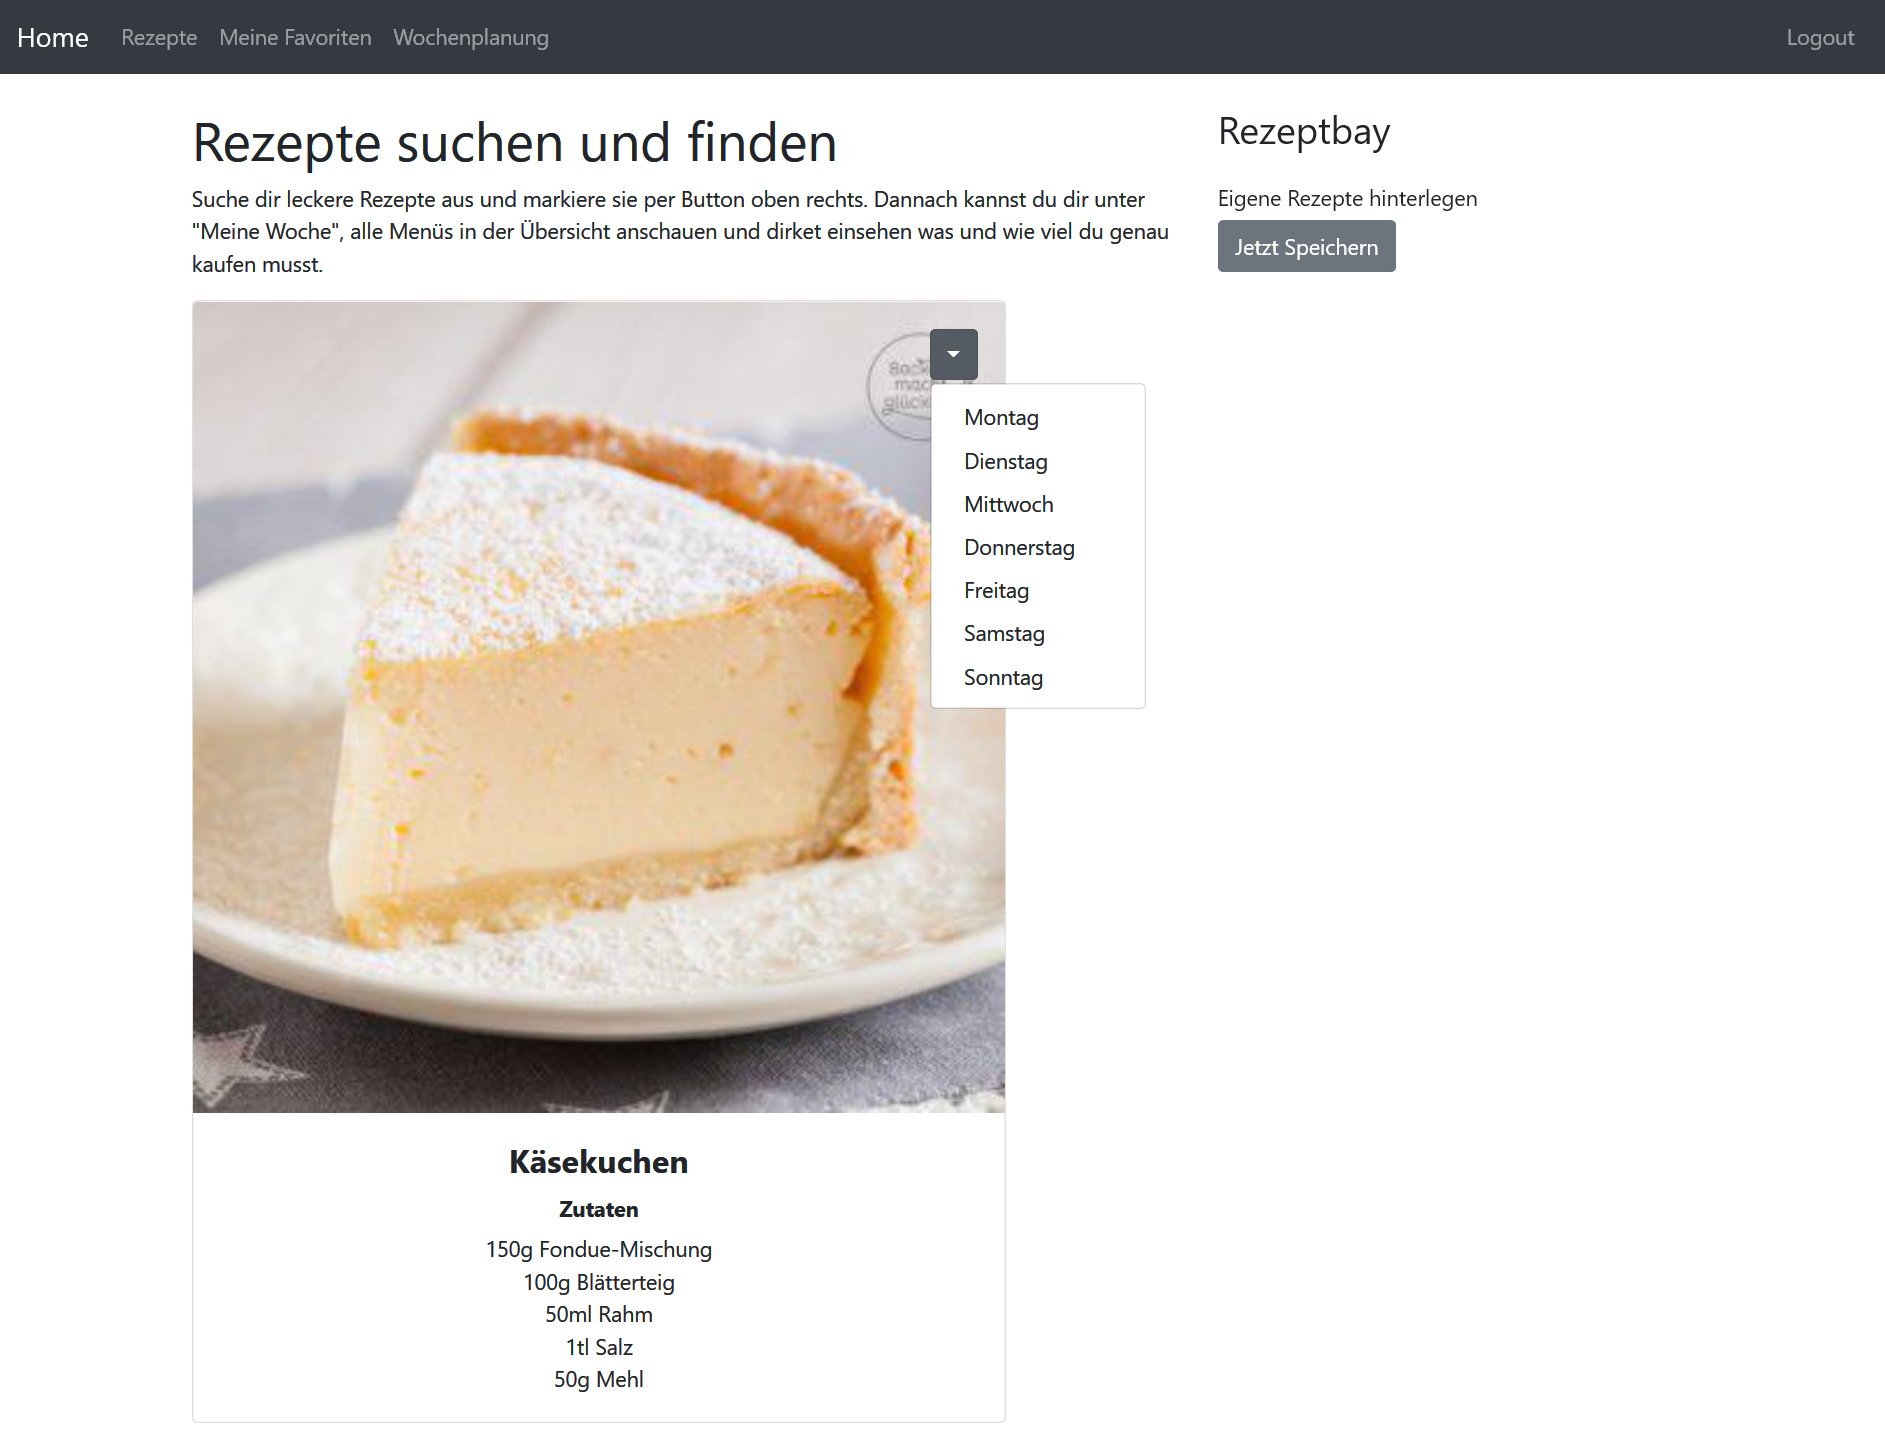 Home Rezepte Meine Favoriten Wochenplanung Logout
Rezepte suchen und finden
Suche dir leckere Rezepte aus und markiere sie per Button oben rechts. Dannach kannst du dir unter
"Meine Woche", alle Menüs in der Übersicht anschauen und dirket einsehen was und wie viel du genau
kaufen musst.
Rezeptbay
Eigene Rezepte hinterlegen
Jetzt Speichern
Montag
Dienstag
Mittwoch
Donnerstag
Freitag
Samstag
Sonntag
Käsekuchen
Zutaten
150g Fondue-Mischung
100g Blätterteig
50ml Rahm
1tl Salz
50g Mehl